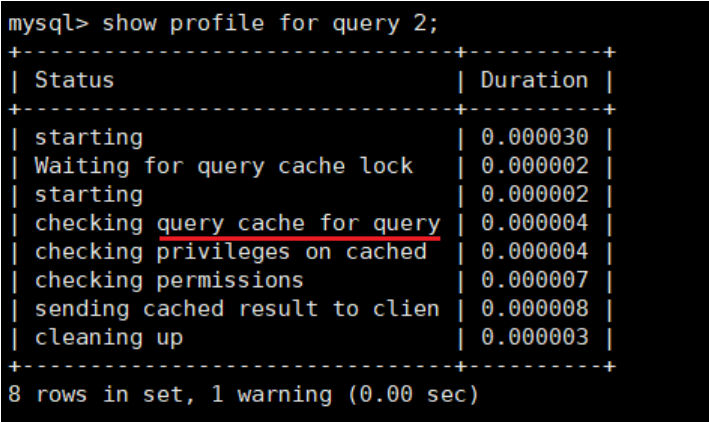 mysql> show profile for query 2;
+--------------------------------+----------+
| Status                         | Duration |
+--------------------------------+----------+
| starting                       | 0.000030 |
| Waiting for query cache lock   | 0.000002 |
| starting                       | 0.000002 |
| checking query cache for query | 0.000004 |
| checking privileges on cached  | 0.000004 |
| checking permissions           | 0.000007 |
| sending cached result to clien | 0.000008 |
| cleaning up                    | 0.000003 |
+--------------------------------+----------+
8 rows in set, 1 warning (0.00 sec)